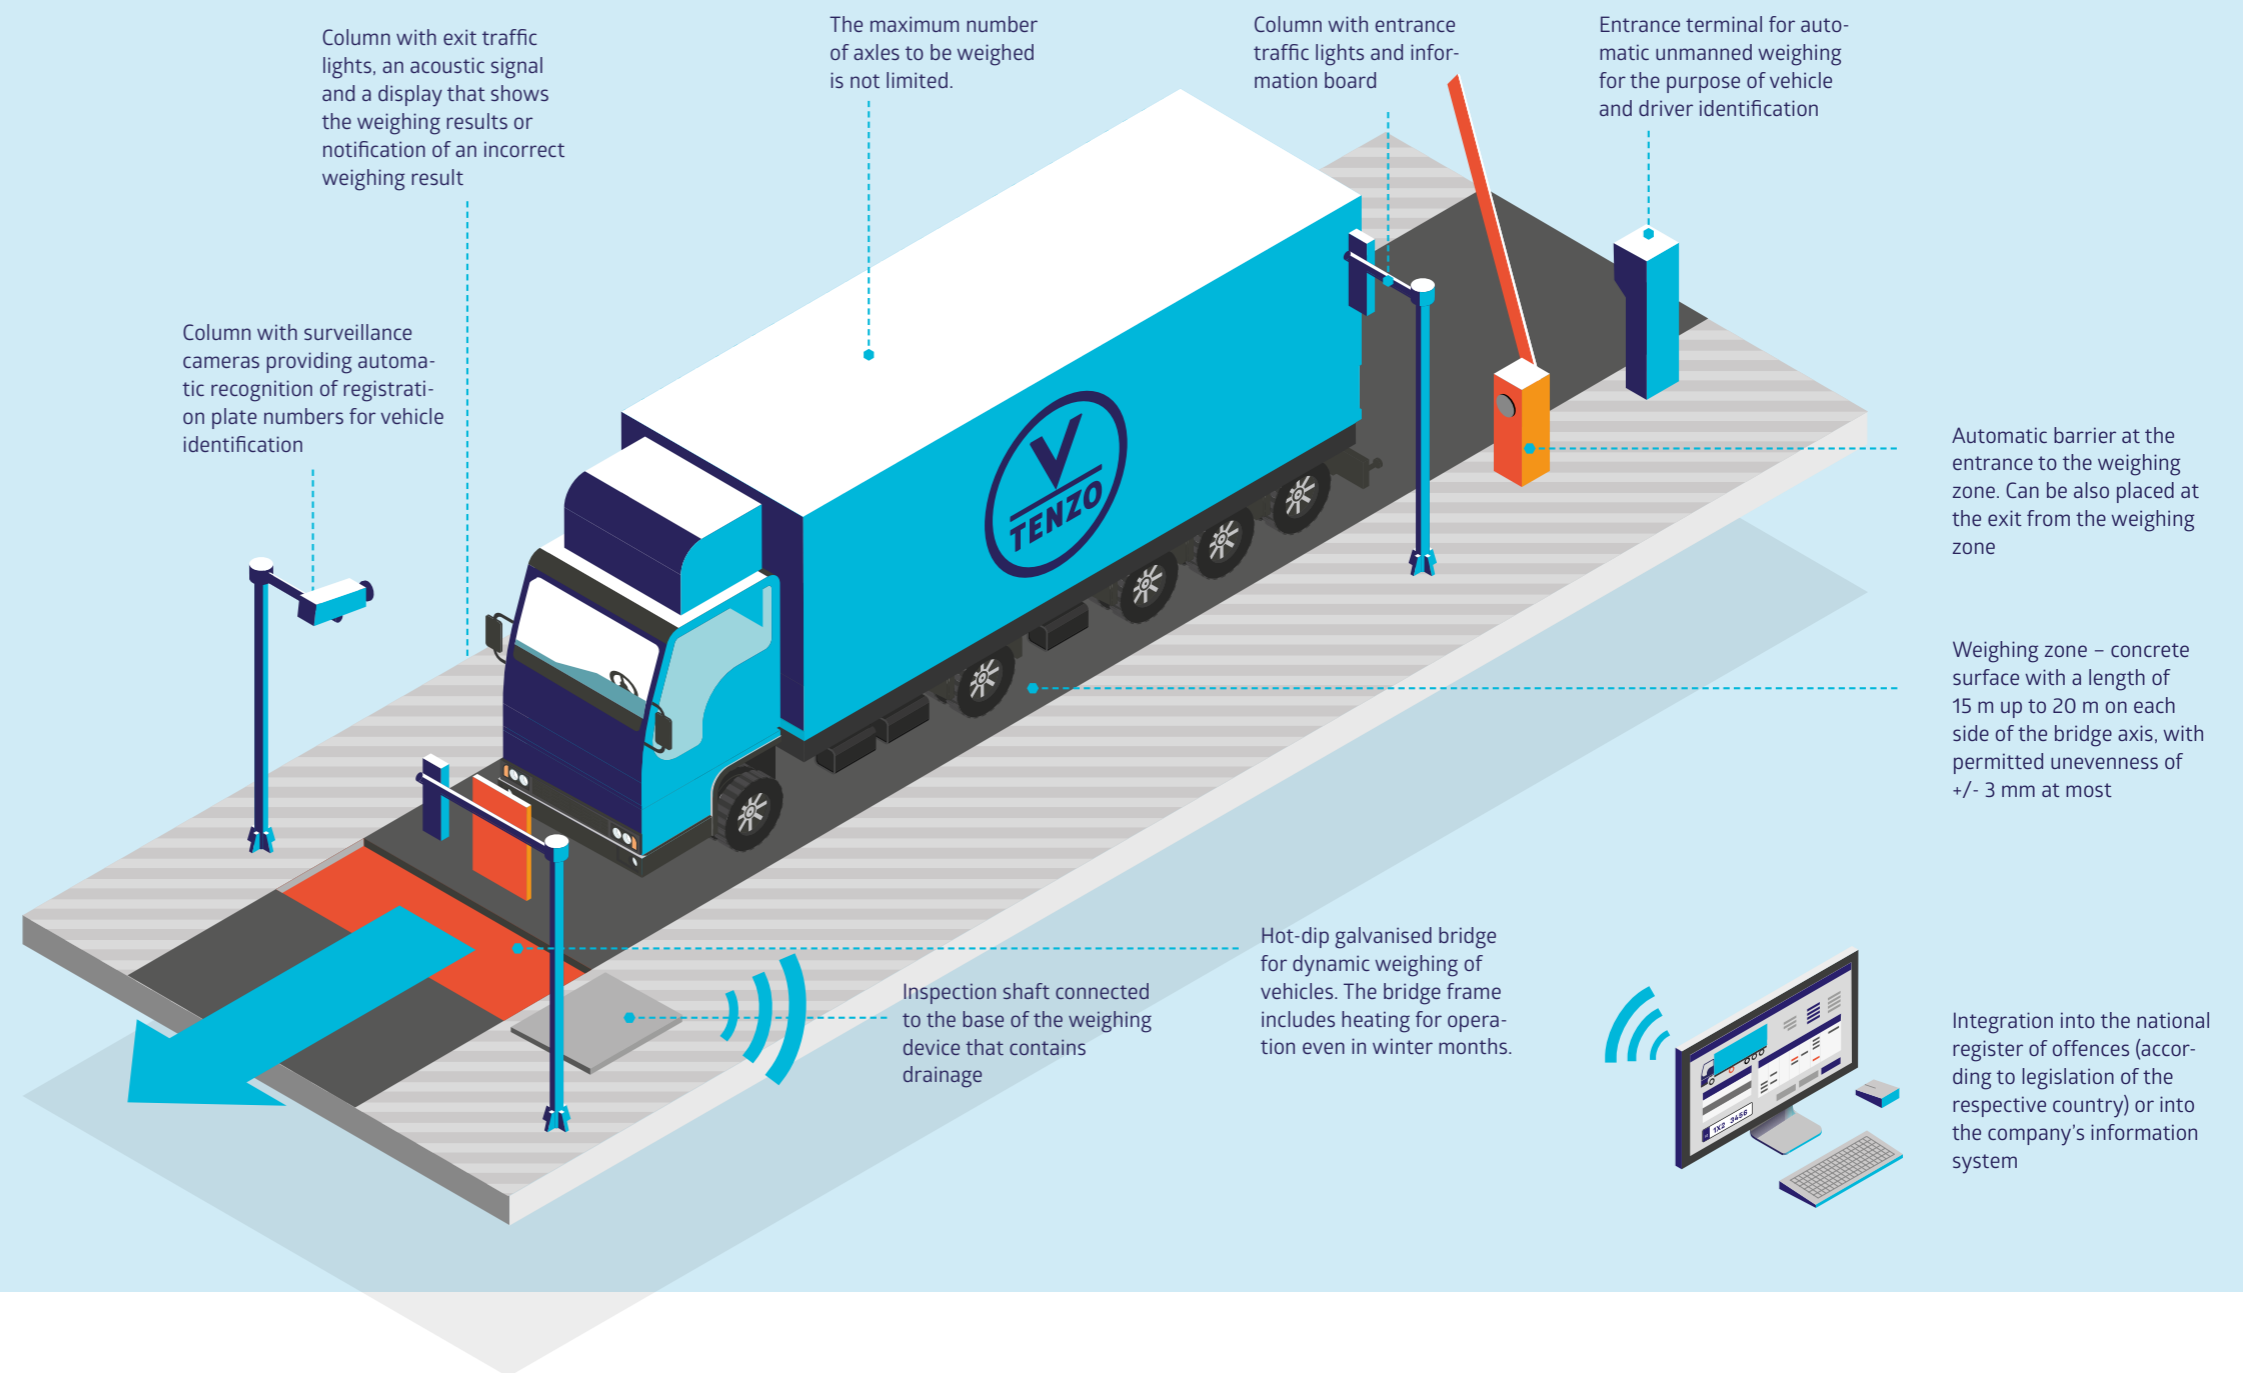 Column with exit traffic
lights, an acoustic signal
and a display that shows
the weighing results or
notification of an incorrect
weighing result
The maximum number
of axles to be weighed
is not limited.
Column with entrance
traffic lights and infor-
mation board
Entrance terminal for auto-
matic unmanned weighing
for the purpose of vehicle
and driver identification
Column with surveillance
cameras providing automa-
tic recognition of registrati-
on plate numbers for vehicle
identification
V
TENZO
Automatic barrier at the
entrance to the weighing
zone. Can be also placed at
the exit from the weighing
zone
Weighing zone – concrete
surface with a length of
15 m up to 20 m on each
side of the bridge axis, with
permitted unevenness of
+/- 3 mm at most
Hot-dip galvanised bridge
for dynamic weighing of
vehicles. The bridge frame
includes heating for opera-
tion even in winter months.
Inspection shaft connected
to the base of the weighing
device that contains
drainage
Integration into the national
register of offences (accor-
ding to legislation of the
respective country) or into
the company's information
system
1X2 3456